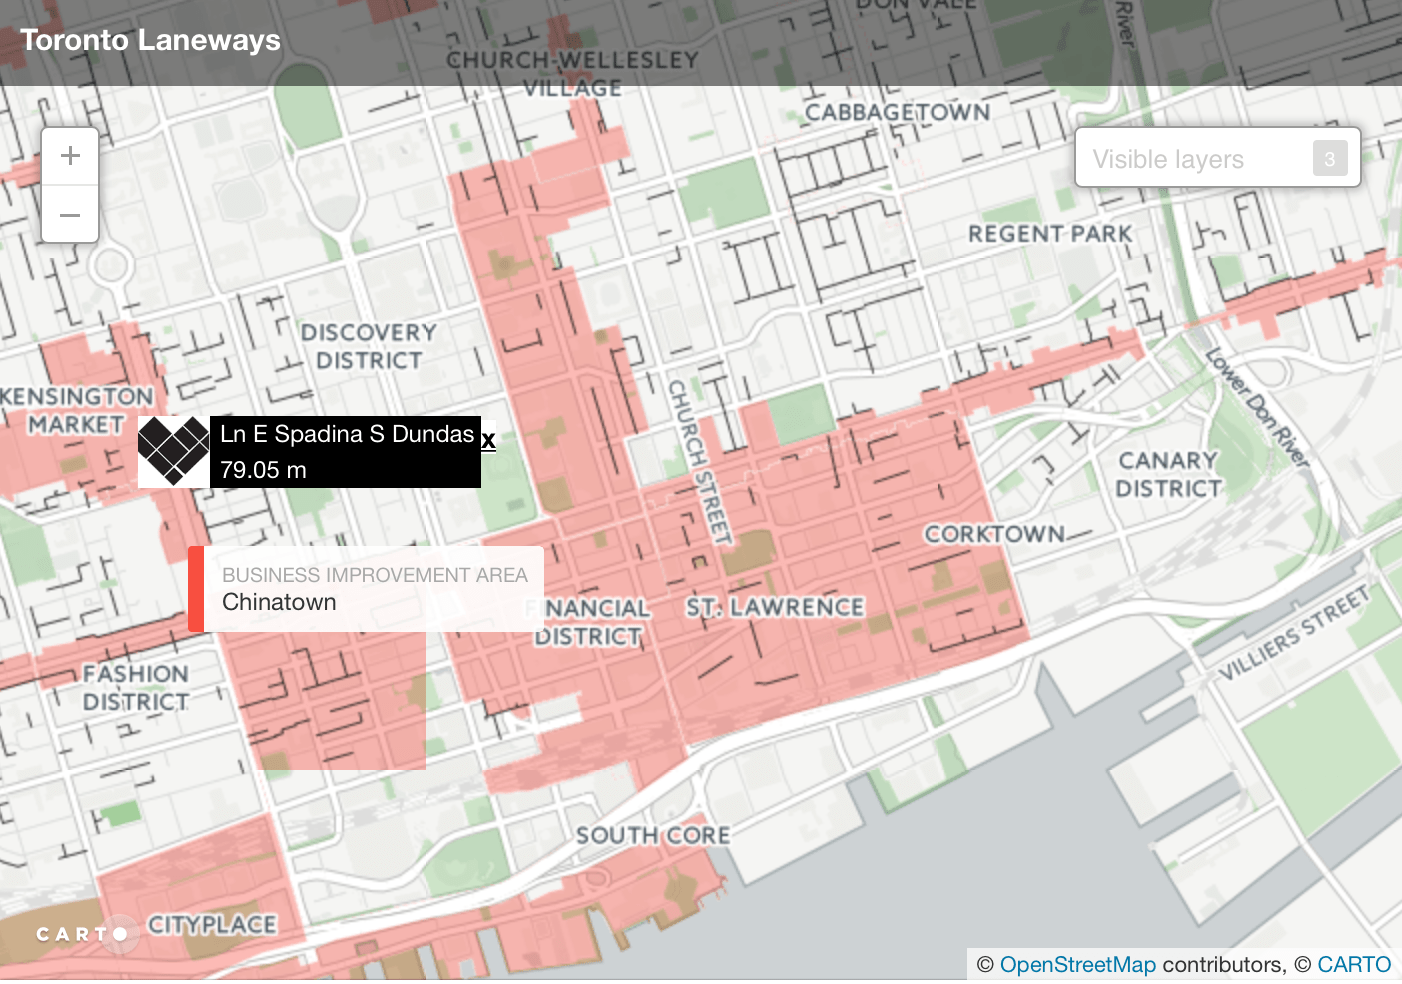 DON VALE
River
Toronto Laneways
CHURCH-WELLESLEY
VILLAGE
CABBAGETOWN
+
Visible layers 3
−
REGENT PARK
DISCOVERY
DISTRICT
KENSINGTON
MARKET
CHURCH STREET
Lower Don River
Ln E Spadina S Dundas x
79.05 m
CANARY
DISTRICT
CORKTOWN
BUSINESS IMPROVEMENT AREA
Chinatown
FINANCIAL
DISTRICT
ST. LAWRENCE
VILLIERS STREET
FASHION
DISTRICT
SOUTH CORE
CITYPLACE
CARTO
© OpenStreetMap contributors, © CARTO